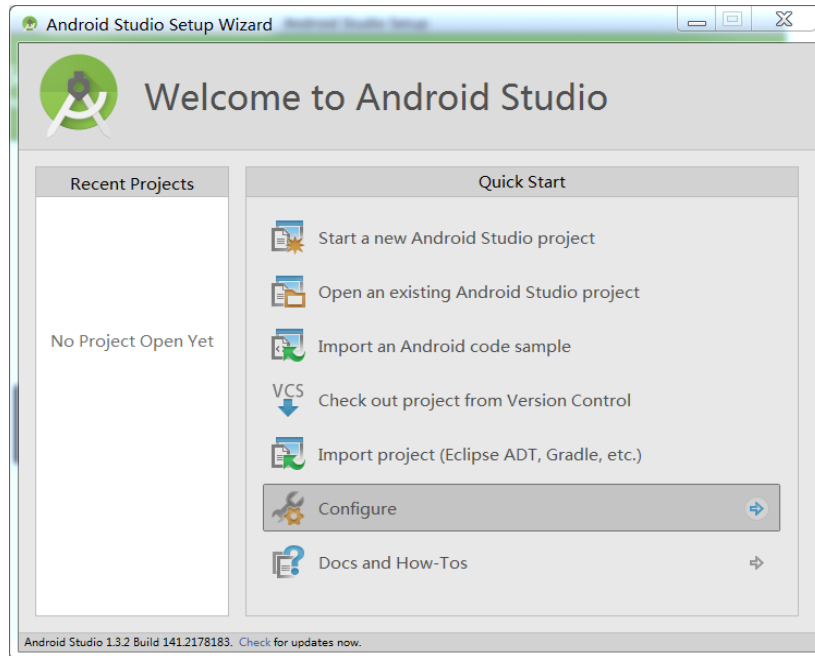 Android Studio Setup Wizard
Welcome to Android Studio
Recent Projects
No Project Open Yet
Quick Start
Start a new Android Studio project
Open an existing Android Studio project
Import an Android code sample
VCS
Check out project from Version Control
Import project (Eclipse ADT, Gradle, etc.)
Configure
Docs and How-Tos
Android Studio 1.3.2 Build 141.2178183. Check for updates now.